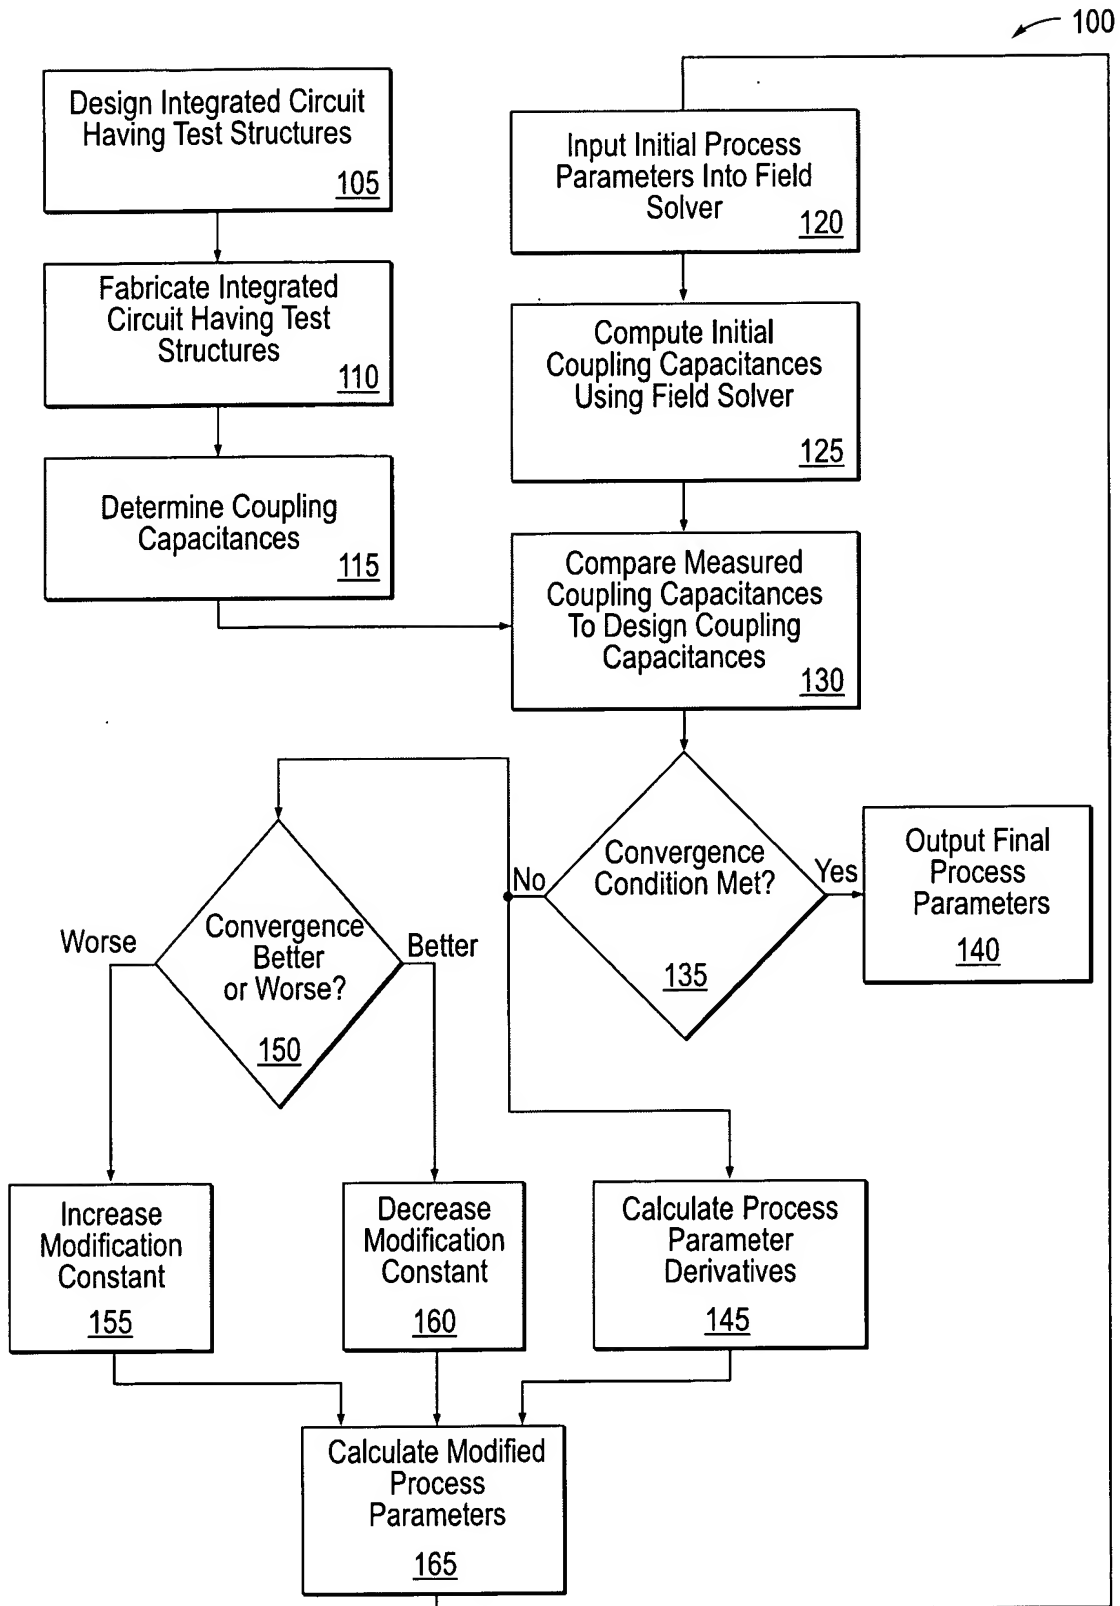 100
Design Integrated Circuit
Having Test Structures
105
Fabricate Integrated
Circuit Having Test
Structures
110
Determine Coupling
Capacitances
115
Input Initial Process
Parameters Into Field
Solver
120
Compute Initial
Coupling Capacitances
Using Field Solver
125
Compare Measured
Coupling Capacitances
To Design Coupling
Capacitances
130
Convergence
Condition Met?
135
No
Yes
Output Final
Process
Parameters
140
Convergence
Better
or Worse?
150
Worse
Better
Increase
Modification
Constant
155
Decrease
Modification
Constant
160
Calculate Process
Parameter
Derivatives
145
Calculate Modified
Process
Parameters
165